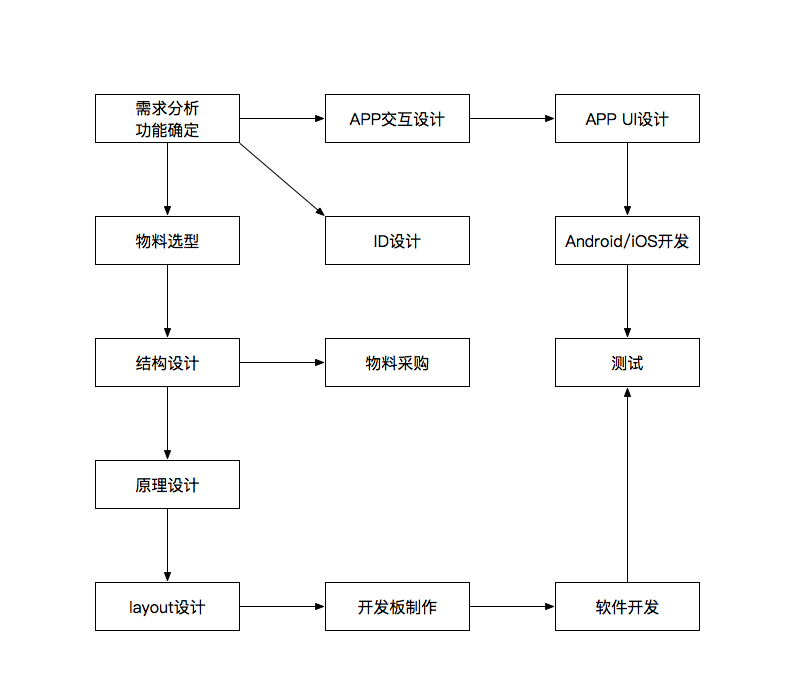 需求分析
功能确定
APP交互设计
APP UI设计
物料选型
ID设计
Android/iOS开发
结构设计
物料采购
测试
原理设计
layout设计
开发板制作
软件开发